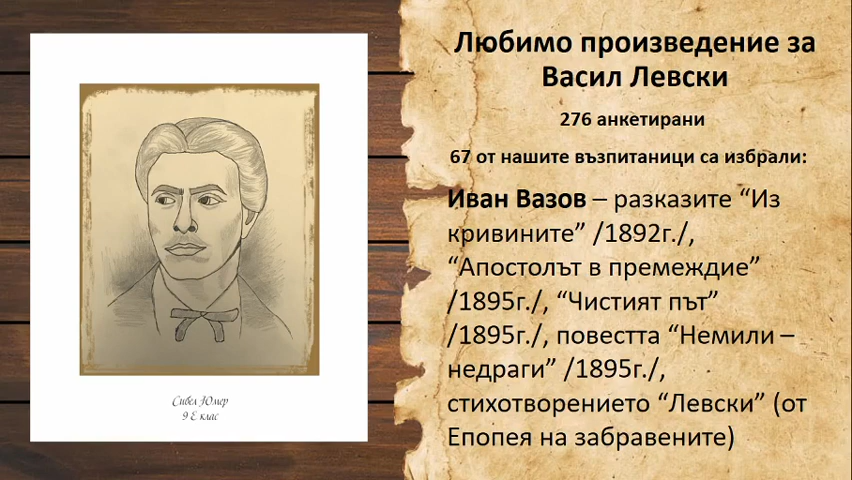 Любимо произведение за
Васил Левски
276 анкетирани
67 от нашите възпитаници са избрали:
Иван Вазов – разказите “Из
кривините” /1892г./,
“Апостолът в премеждие”
/1895г./, “Чистият път”
/1895г./, повестта “Немили –
недраги” /1895г./,
стихотворението “Левски” (от
Епопея на забравените)
Сивел Юмер
9 Е клас